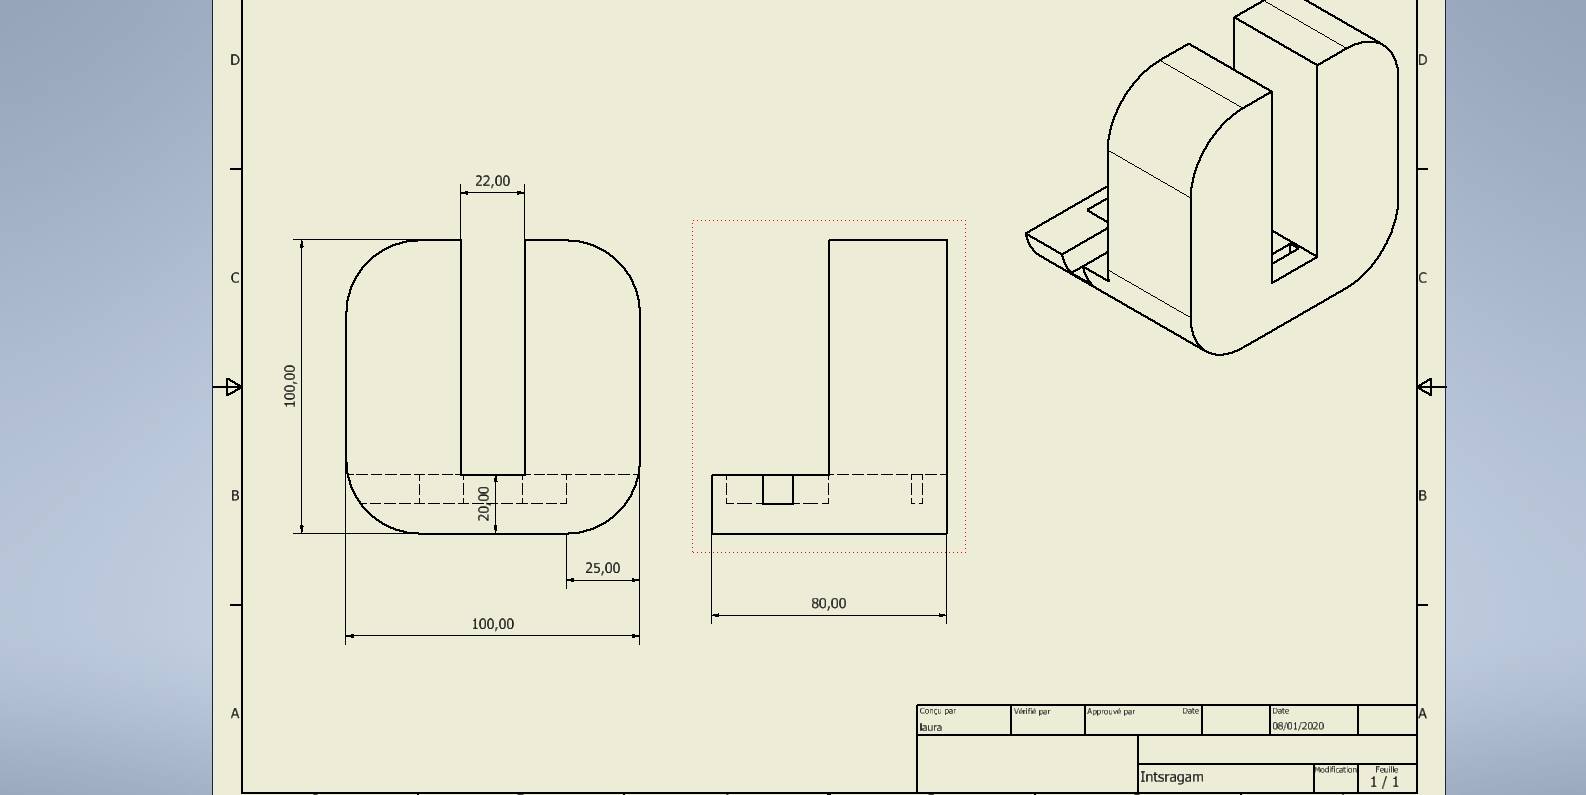 D
D
22,00
C
C
100,00
B
B
20,00
25,00
80,00
100,00
A
A
Conçu par
Vérifié par
Approuvé par
Date
Date
laura
08/01/2020
Modification
Feuille
Intsragam
1 / 1